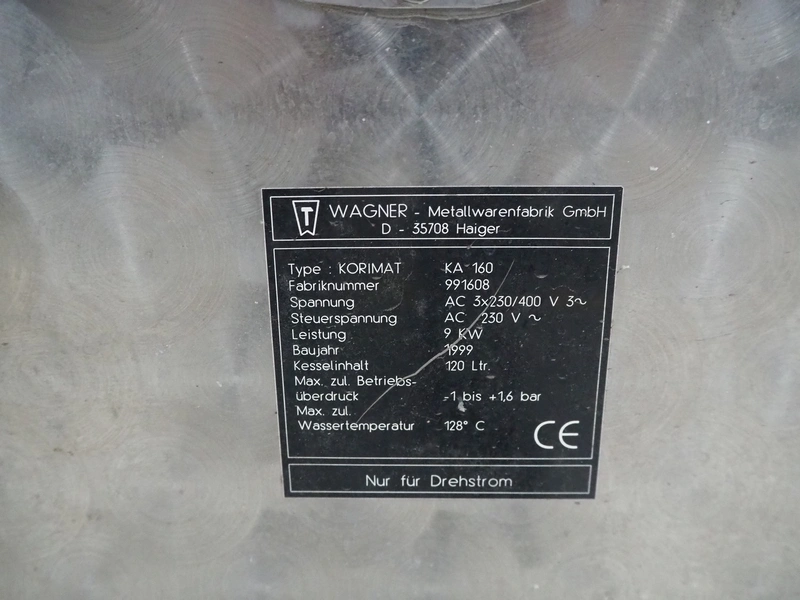 T WAGNER - Metallwarenfabrik GmbH
D - 35708 Haiger
Type : KORIMAT KA 160
Fabriknummer 991608
Spannung AC 3x230/400 V 3~
Steuerspannung AC 230 V ~
Leistung 9 KW
Baujahr 1999
Kesselinhalt 120 Ltr.
Max. zul. Betriebs-
überdruck -1 bis +1,6 bar
Max. zul.
Wassertemperatur 128° C
CE
Nur für Drehstrom